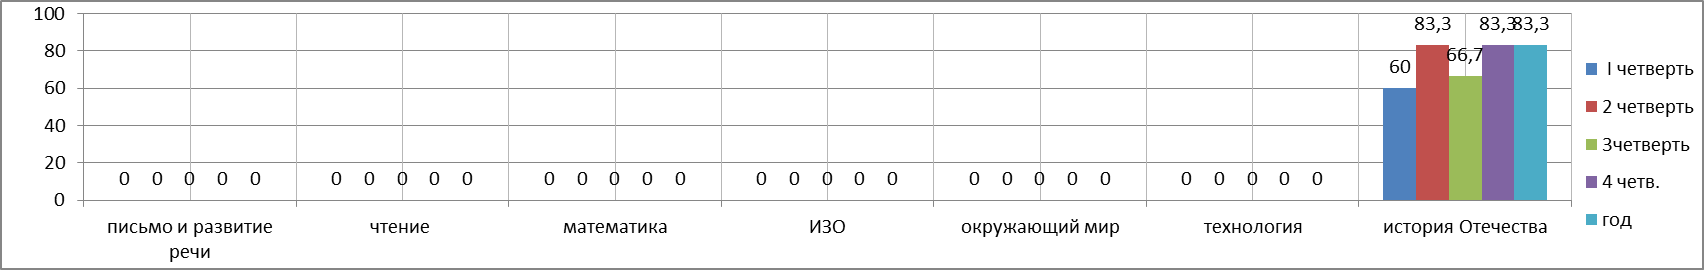 100
80
60
40
20
0
0 0 0 0 0
0 0 0 0 0
0 0 0 0 0
0 0 0 0 0
0 0 0 0 0
0 0 0 0 0
60 83,3 66,7 83,3 83,3
письмо и развитие
речи
чтение
математика
ИЗО
окружающий мир
технология
история Отечества
I четверть
2 четверть
3четверть
4 четв.
год